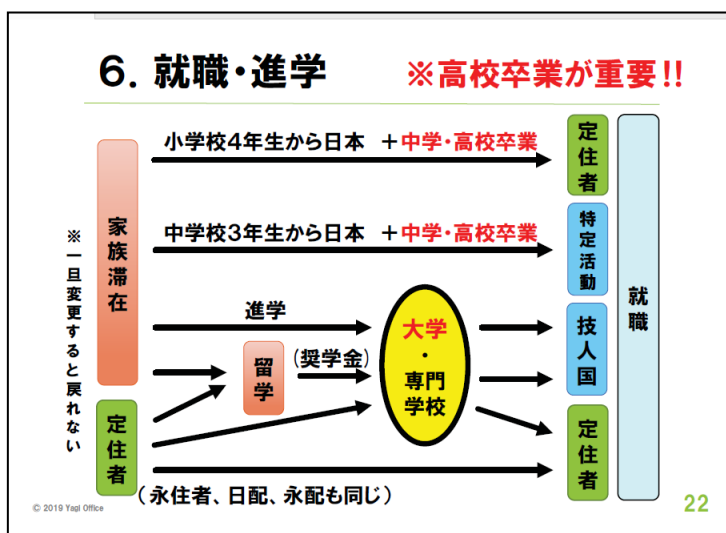 6. 就職・進学 ※高校卒業が重要!!
小学校4年生から日本 +中学・高校卒業
定住者
家族滞在
※一旦変更すると戻れない
中学校3年生から日本 +中学・高校卒業
特定活動
就職
進学
大学
・
専門
学校
留学
(奨学金)
技人国
定住者
定住者
(永住者、日配、永配も同じ)
© 2019 Yagi Office
22